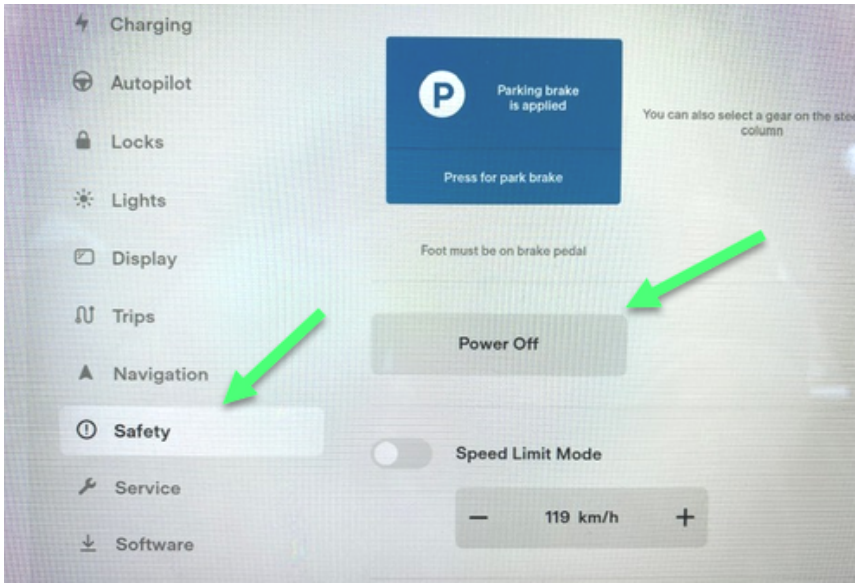 Charging
Autopilot
Locks
Lights
Display
Trips
Navigation
Safety
Service
Software
P
Parking brake
is applied
Press for park brake
You can also select a gear on the
column
Foot must be on brake pedal
Power Off
Speed Limit Mode
− 119 km/h +